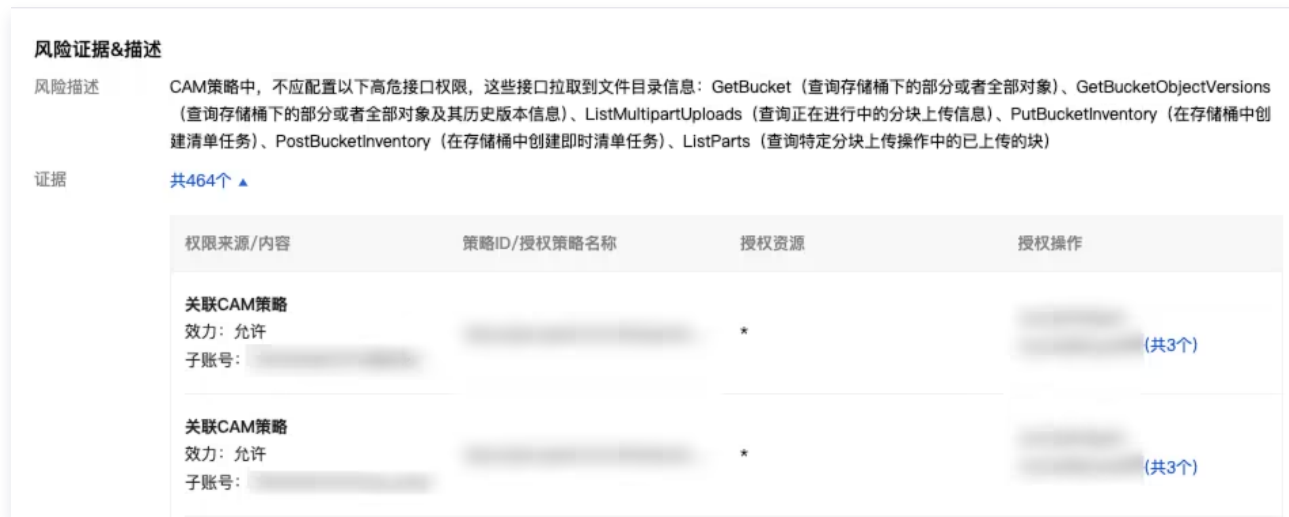 风险证据&描述
风险描述 CAM策略中，不应配置以下高危接口权限，这些接口拉取到文件目录信息：GetBucket（查询存储桶下的部分或者全部对象）、GetBucketObjectVersions
（查询存储桶下的部分或者全部对象及其历史版本信息）、ListMultipartUploads（查询正在进行中的分块上传信息）、PutBucketInventory（在存储桶中创
建清单任务）、PostBucketInventory（在存储桶中创建即时清单任务）、ListParts（查询特定分块上传操作中的已上传的块）
证据 共464个 ▲
权限来源/内容 策略ID/授权策略名称 授权资源 授权操作
关联CAM策略
效力：允许 *
子账号： (共3个)
关联CAM策略
效力：允许 *
子账号： (共3个)